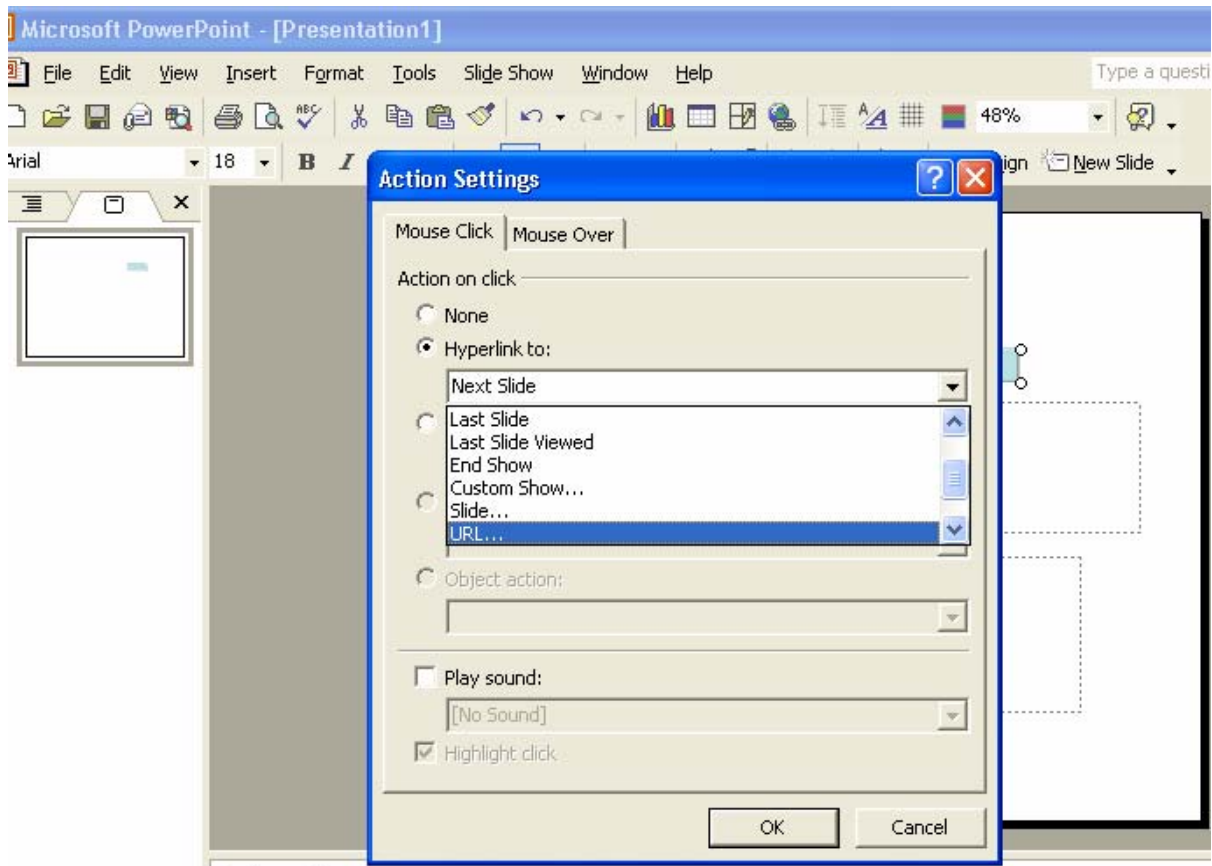 Microsoft PowerPoint - [Presentation1]
File Edit View Insert Format Tools Slide Show Window Help Type a questi
ABC 48%
Arial 18 B I ign New Slide
Action Settings
Mouse Click Mouse Over
Action on click
None
Hyperlink to:
Next Slide
Last Slide
Last Slide Viewed
End Show
Custom Show...
Slide...
URL...
Object action:
Play sound:
[No Sound]
Highlight click
OK Cancel